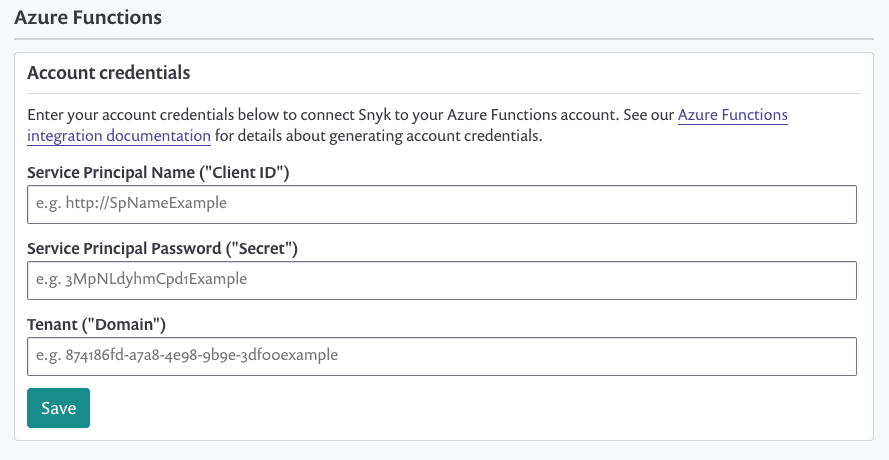 Azure Functions
Account credentials
Enter your account credentials below to connect Snyk to your Azure Functions account. See our Azure Functions
integration documentation for details about generating account credentials.
Service Principal Name ("Client ID")
e.g. http://SpNameExample
Service Principal Password ("Secret")
e.g. 3MpNLdyhmCpd1Example
Tenant ("Domain")
e.g. 874186fd-a7a8-4e98-9b9e-3df00example
Save